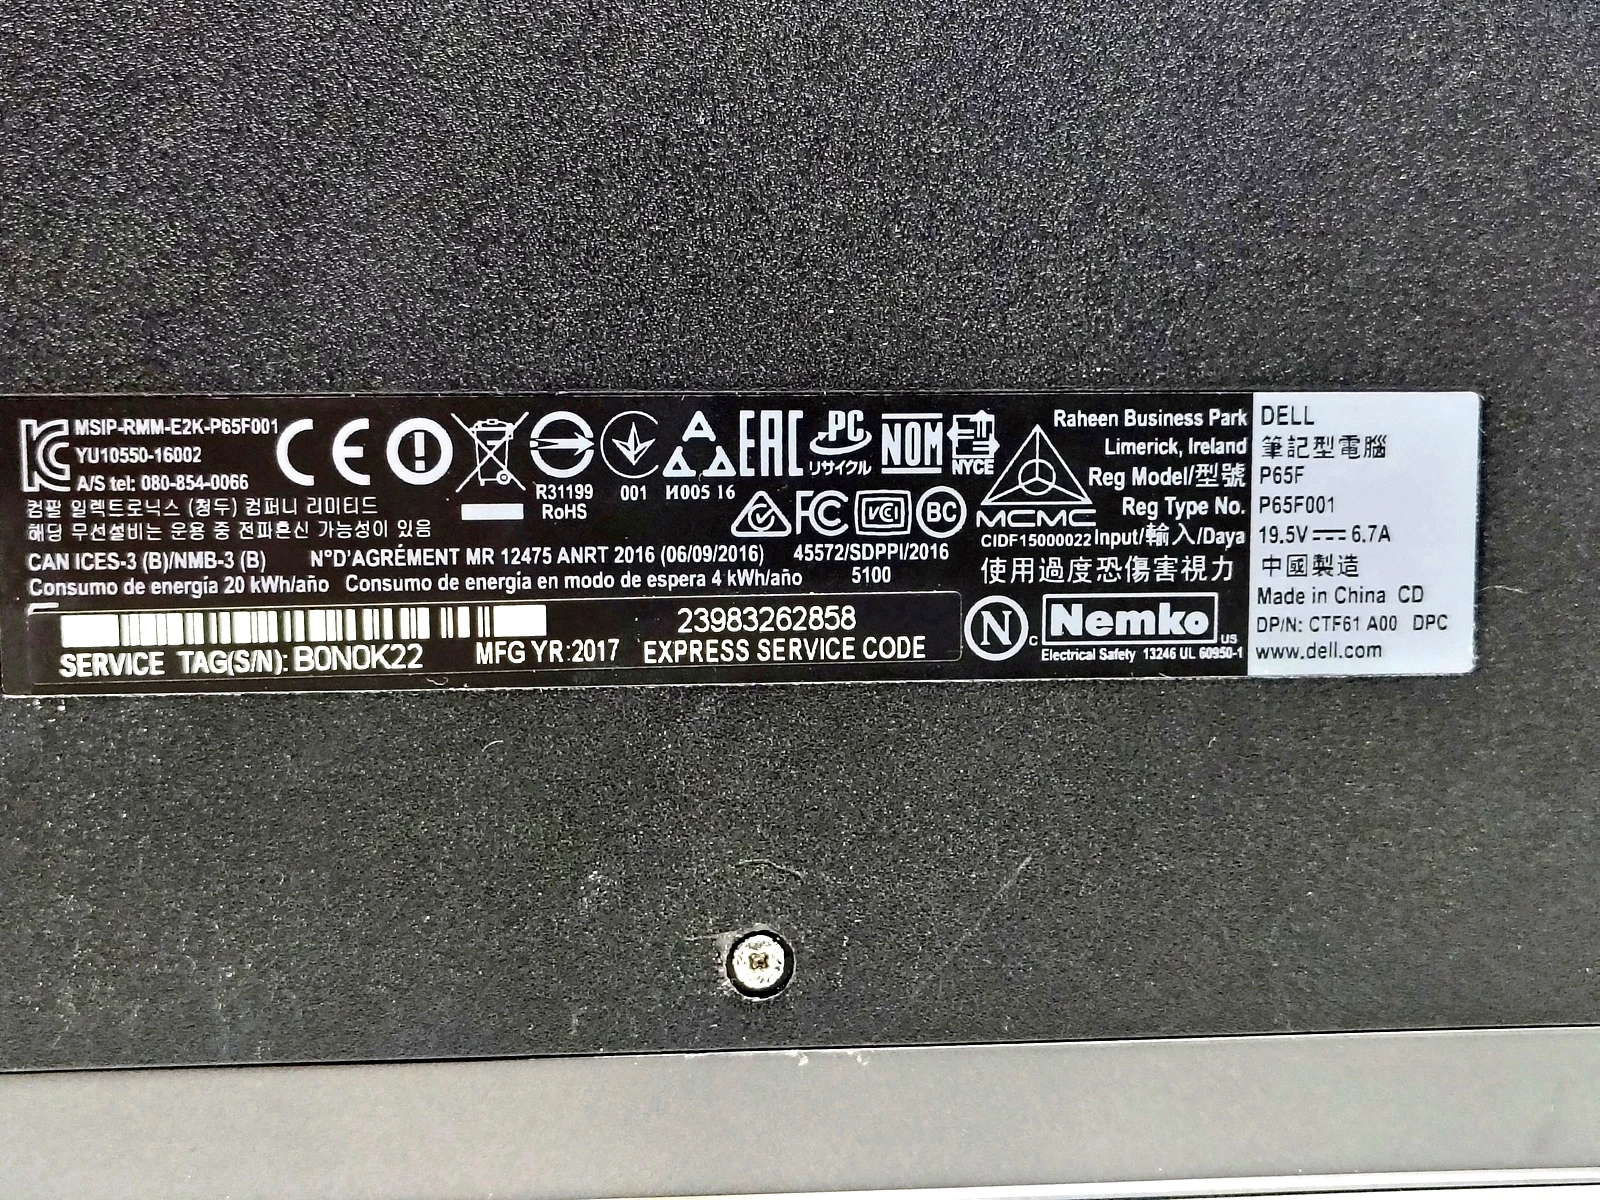 MSIP-RMM-E2K-P65F001
YU10550-16002
A/S tel: 080-854-0066
컴팔 일렉트로닉스 (청두) 컴퍼니 리미티드
해당 무선설비는 운용 중 전파혼신 가능성이 있음
CAN ICES-3 (B)/NMB-3 (B) N°D'AGRÉMENT MR 12475 ANRT 2016 (06/09/2016)
Consumo de energía 20 kWh/año Consumo de energía en modo de espera 4 kWh/año
R31199
RoHS
001
И005 16
EAC
PC
リサイクル
NOM
NYCE
FC
VCI
BC
45572/SDPPI/2016
5100
MCMC
CIDF15000022
Raheen Business Park
Limerick, Ireland
Reg Model/型號
Reg Type No.
Input/輸入/Daya
使用過度恐傷害視力
SERVICE TAG(S/N): B0N0K22
MFG YR:2017
23983262858
EXPRESS SERVICE CODE
N
C Nemko US
Electrical Safety 13246 UL 60950-1
DELL
筆記型電腦
P65F
P65F001
19.5V⎓6.7A
中國製造
Made in China CD
DP/N: CTF61 A00 DPC
www.dell.com